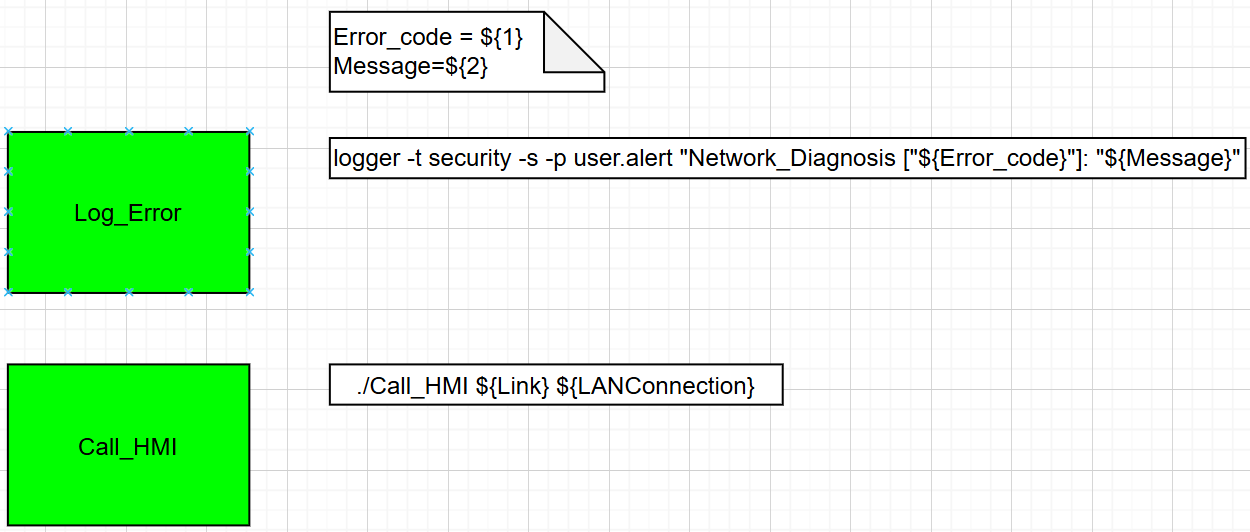 Error_code = ${1}
Message=${2}
logger -t security -s -p user.alert "Network_Diagnosis ["${Error_code}"]: "${Message}"
Log_Error
./Call_HMI ${Link} ${LANConnection}
Call_HMI